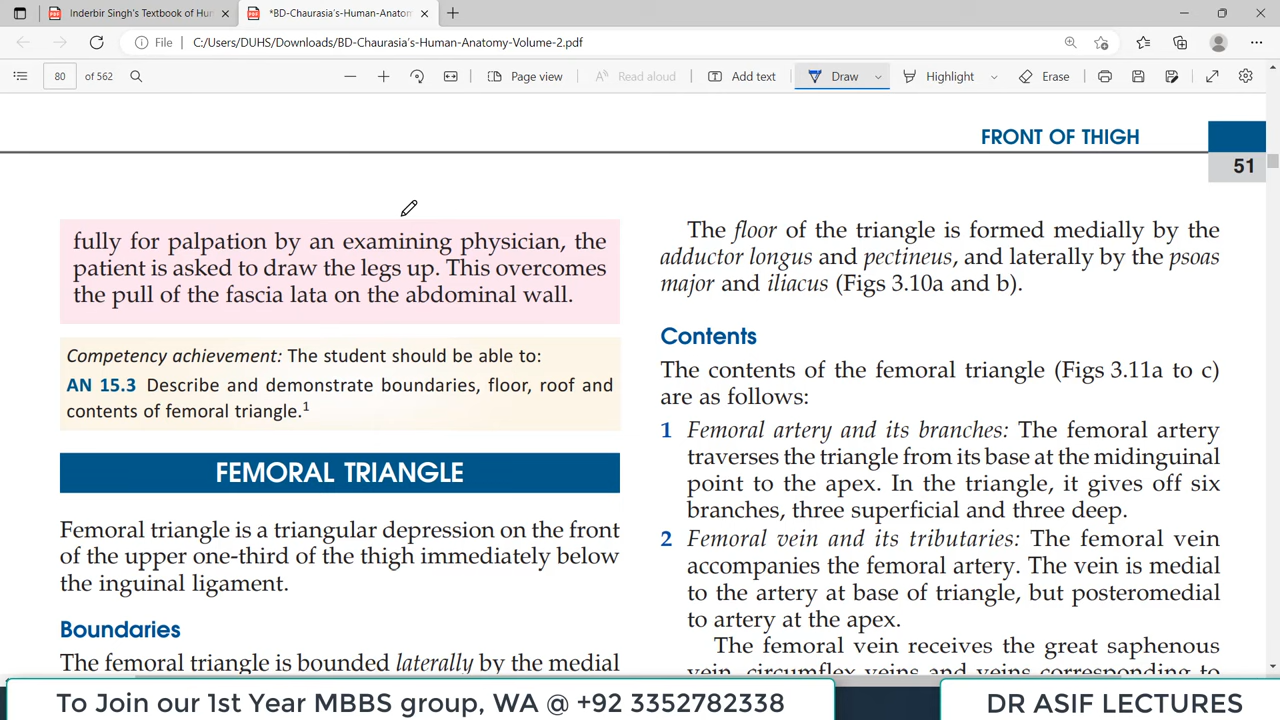 Inderbir Singh's Textbook of Hu
*BD-Chaurasia's-Human-Anatom
File
C:/Users/DUHS/Downloads/BD-Chaurasia's-Human-Anatomy-Volume-2.pdf
80 of 562
Page view
Read aloud
Add text
Draw
Highlight
Erase
FRONT OF THIGH
51
fully for palpation by an examining physician, the
patient is asked to draw the legs up. This overcomes
the pull of the fascia lata on the abdominal wall.
Competency achievement: The student should be able to:
AN 15.3 Describe and demonstrate boundaries, floor, roof and
contents of femoral triangle.¹
FEMORAL TRIANGLE
Femoral triangle is a triangular depression on the front
of the upper one-third of the thigh immediately below
the inguinal ligament.
Boundaries
The femoral triangle is bounded laterally by the medial
The floor of the triangle is formed medially by the
adductor longus and pectineus, and laterally by the psoas
major and iliacus (Figs 3.10a and b).
Contents
The contents of the femoral triangle (Figs 3.11a to c)
are as follows:
1 Femoral artery and its branches: The femoral artery
traverses the triangle from its base at the midinguinal
point to the apex. In the triangle, it gives off six
branches, three superficial and three deep.
2 Femoral vein and its tributaries: The femoral vein
accompanies the femoral artery. The vein is medial
to the artery at base of triangle, but posteromedial
to artery at the apex.
The femoral vein receives the great saphenous
vein, circumflex veins and veins corresponding to
To Join our 1st Year MBBS group, WA @ +92 3352782338
DR ASIF LECTURES